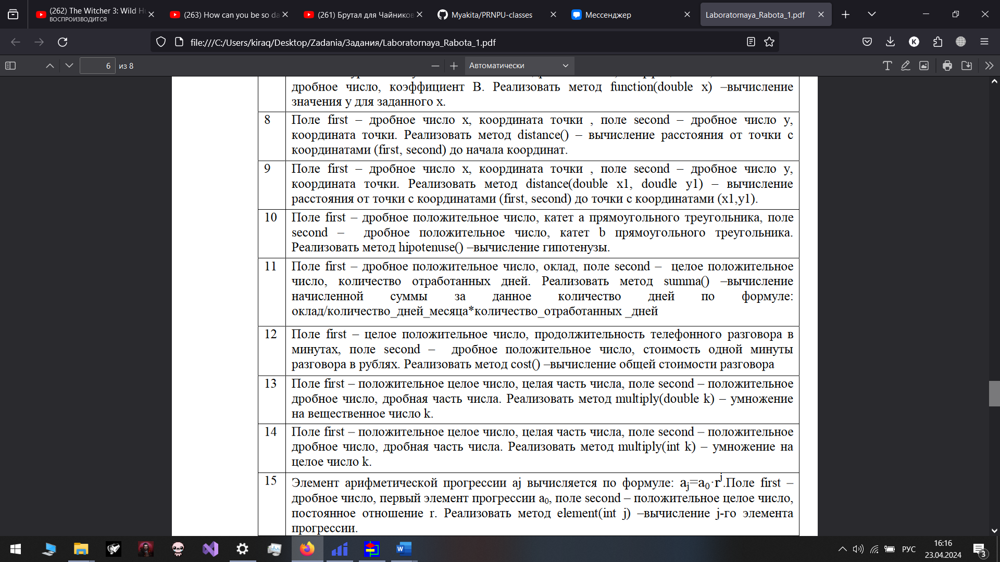 (262) The Witcher 3: Wild H
ВОСПРОИЗВОДИТСЯ
(263) How can you be so da
(261) Брутал для Чайников
Myakita/PRNPU-classes
Мессенджер
Laboratornaya_Rabota_1.pdf
file:///C:/Users/kiraq/Desktop/Zadania/Задания/Laboratornaya_Rabota_1.pdf
K
6 из 8
Автоматически
дробное число, коэффициент В. Реализовать метод function(double x) –вычисление
значения y для заданного x.
8 Поле first – дробное число x, координата точки , поле second – дробное число y,
координата точки. Реализовать метод distance() – вычисление расстояния от точки с
координатами (first, second) до начала координат.
9 Поле first – дробное число x, координата точки , поле second – дробное число y,
координата точки. Реализовать метод distance(double x1, doudle y1) – вычисление
расстояния от точки с координатами (first, second) до точки с координатами (x1,y1).
10 Поле first – дробное положительное число, катет a прямоугольного треугольника, поле
second – дробное положительное число, катет b прямоугольного треугольника.
Реализовать метод hipotenuse() –вычисление гипотенузы.
11 Поле first – дробное положительное число, оклад, поле second – целое положительное
число, количество отработанных дней. Реализовать метод summa() –вычисление
начисленной суммы за данное количество дней по формуле:
оклад/количество_дней_месяца*количество_отработанных _дней
12 Поле first – целое положительное число, продолжительность телефонного разговора в
минутах, поле second – дробное положительное число, стоимость одной минуты
разговора в рублях. Реализовать метод cost() –вычисление общей стоимости разговора
13 Поле first – положительное целое число, целая часть числа, поле second – положительное
дробное число, дробная часть числа. Реализовать метод multiply(double k) – умножение
на вещественное число k.
14 Поле first – положительное целое число, целая часть числа, поле second – положительное
дробное число, дробная часть числа. Реализовать метод multiply(int k) – умножение на
целое число k.
15 Элемент арифметической прогрессии aj вычисляется по формуле: aⱼ=a₀·rʲ.Поле first –
дробное число, первый элемент прогрессии a₀, поле second – положительное целое число,
постоянное отношение r. Реализовать метод element(int j) –вычисление j-го элемента
прогрессии.
РУС
16:16
23.04.2024
3